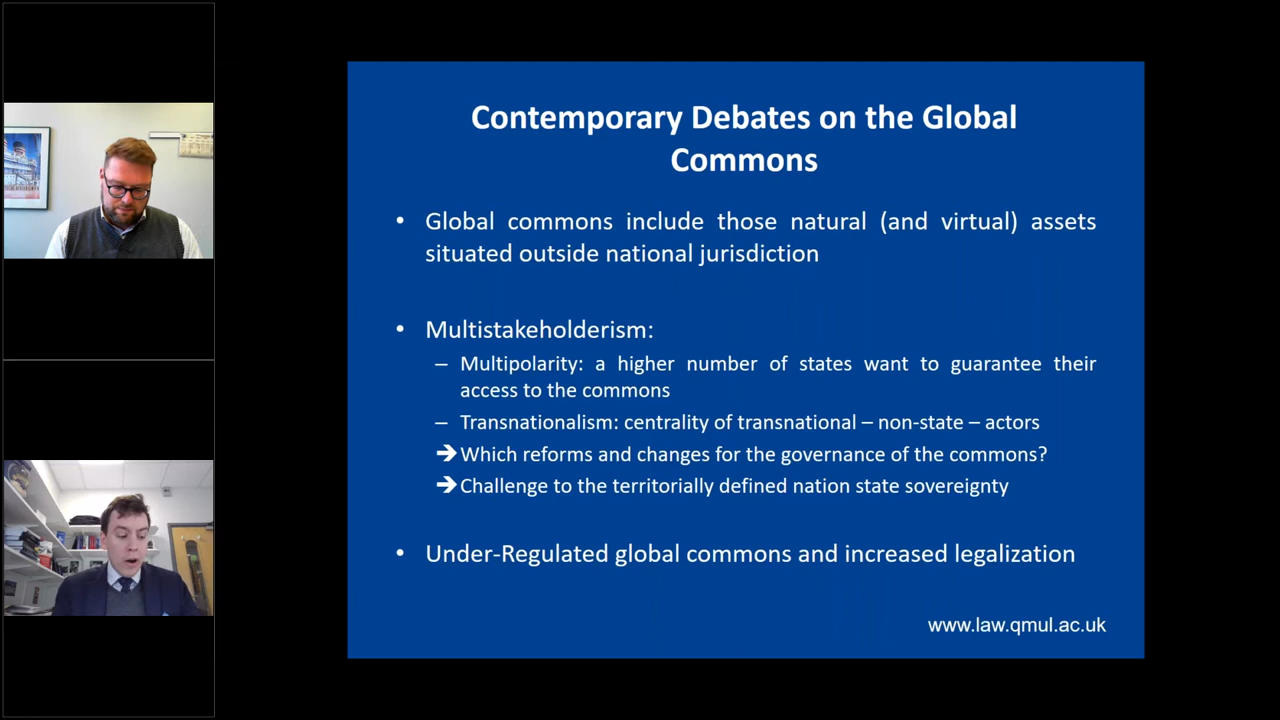 Contemporary Debates on the Global
Commons
• Global commons include those natural (and virtual) assets
situated outside national jurisdiction
• Multistakeholderism:
– Multipolarity: a higher number of states want to guarantee their
access to the commons
– Transnationalism: centrality of transnational – non-state – actors
➔ Which reforms and changes for the governance of the commons?
➔ Challenge to the territorially defined nation state sovereignty
• Under-Regulated global commons and increased legalization
www.law.qmul.ac.uk